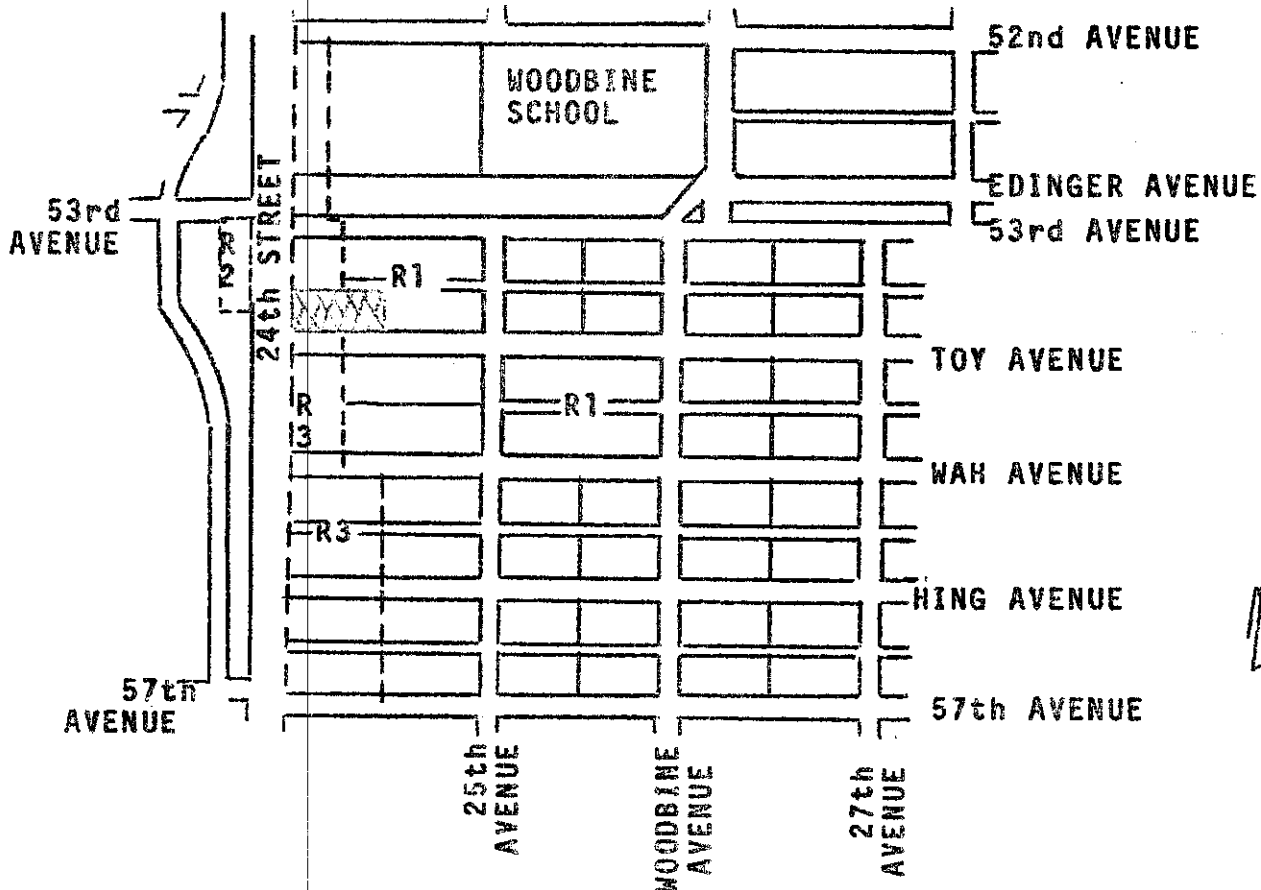 52nd AVENUE
WOODBINE
SCHOOL
EDINGER AVENUE
53rd AVENUE
53rd
AVENUE
24th STREET
R2
R1
TOY AVENUE
R
3
R1
WAH AVENUE
R3
HING AVENUE
57th
AVENUE
57th AVENUE
25th
AVENUE
WOODBINE
AVENUE
27th
AVENUE